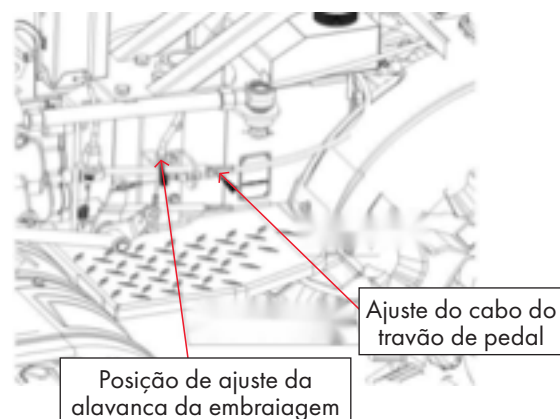 Ajuste do cabo do
travão de pedal
Posição de ajuste da
alavanca da embraiagem